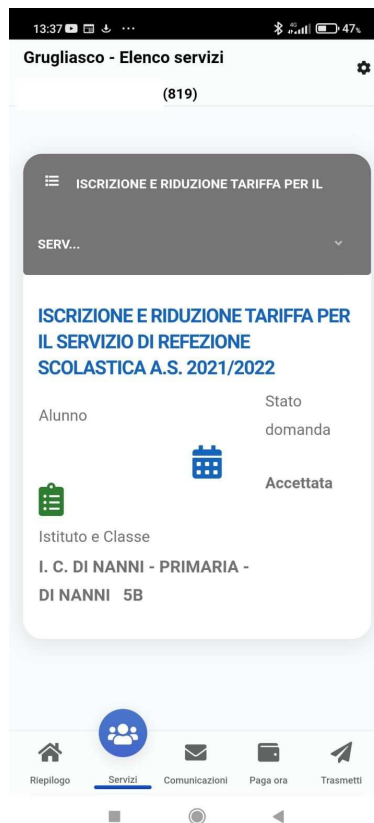 13:37 ... 4G 47%
Grugliasco - Elenco servizi
(819)
ISCRIZIONE E RIDUZIONE TARIFFA PER IL
SERV...
ISCRIZIONE E RIDUZIONE TARIFFA PER
IL SERVIZIO DI REFEZIONE
SCOLASTICA A.S. 2021/2022
Alunno
Stato
domanda
Accettata
Istituto e Classe
I. C. DI NANNI - PRIMARIA -
DI NANNI 5B
Riepilogo Servizi Comunicazioni Paga ora Trasmetti